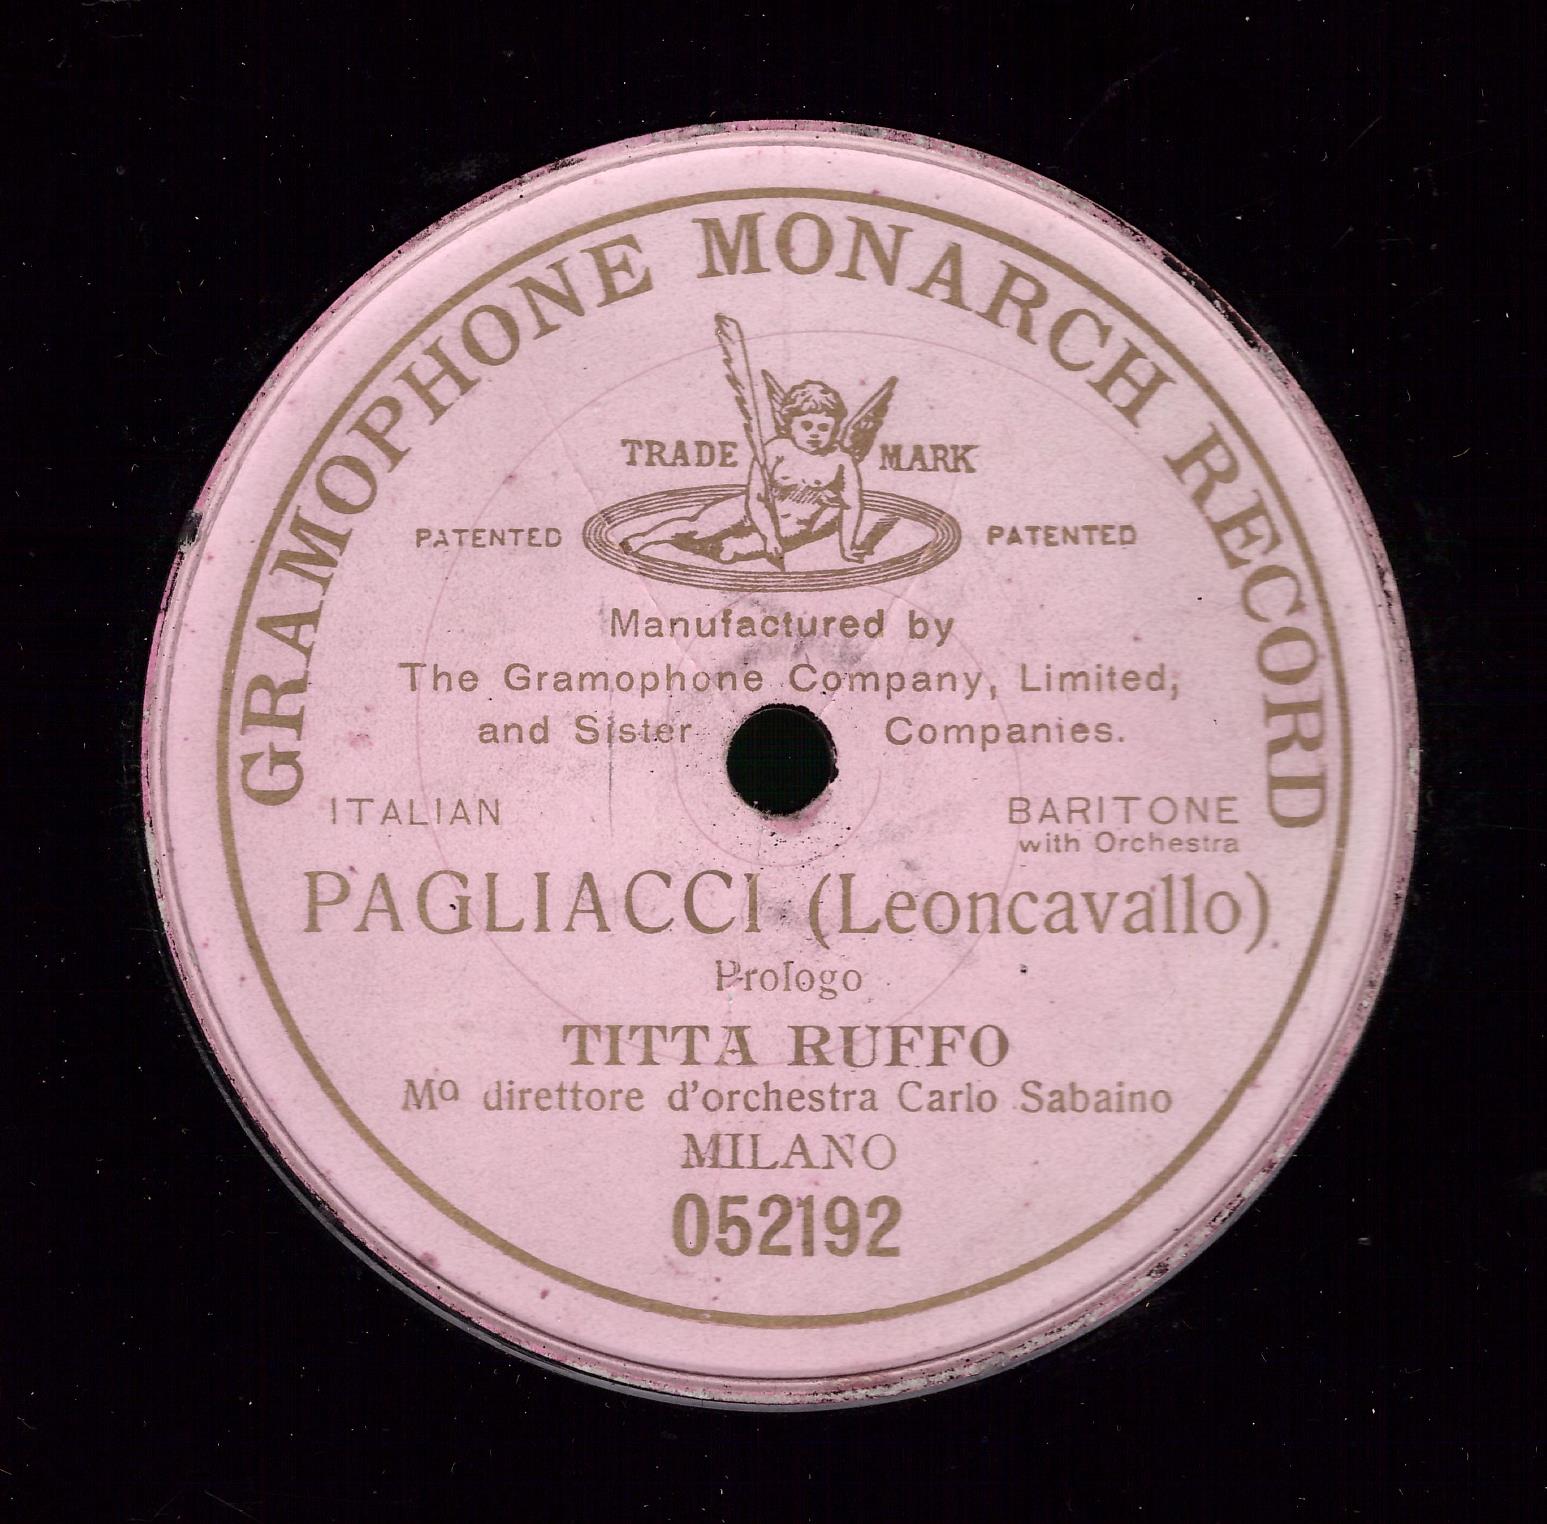 GRAMOPHONE MONARCH RECORD
TRADE MARK
PATENTED PATENTED
Manufactured by
The Gramophone Company, Limited,
and Sister Companies.
ITALIAN BARITONE
with Orchestra
PAGLIACCI (Leoncavallo)
Prologo
TITTA RUFFO
Mº direttore d'orchestra Carlo Sabaino
MILANO
052192